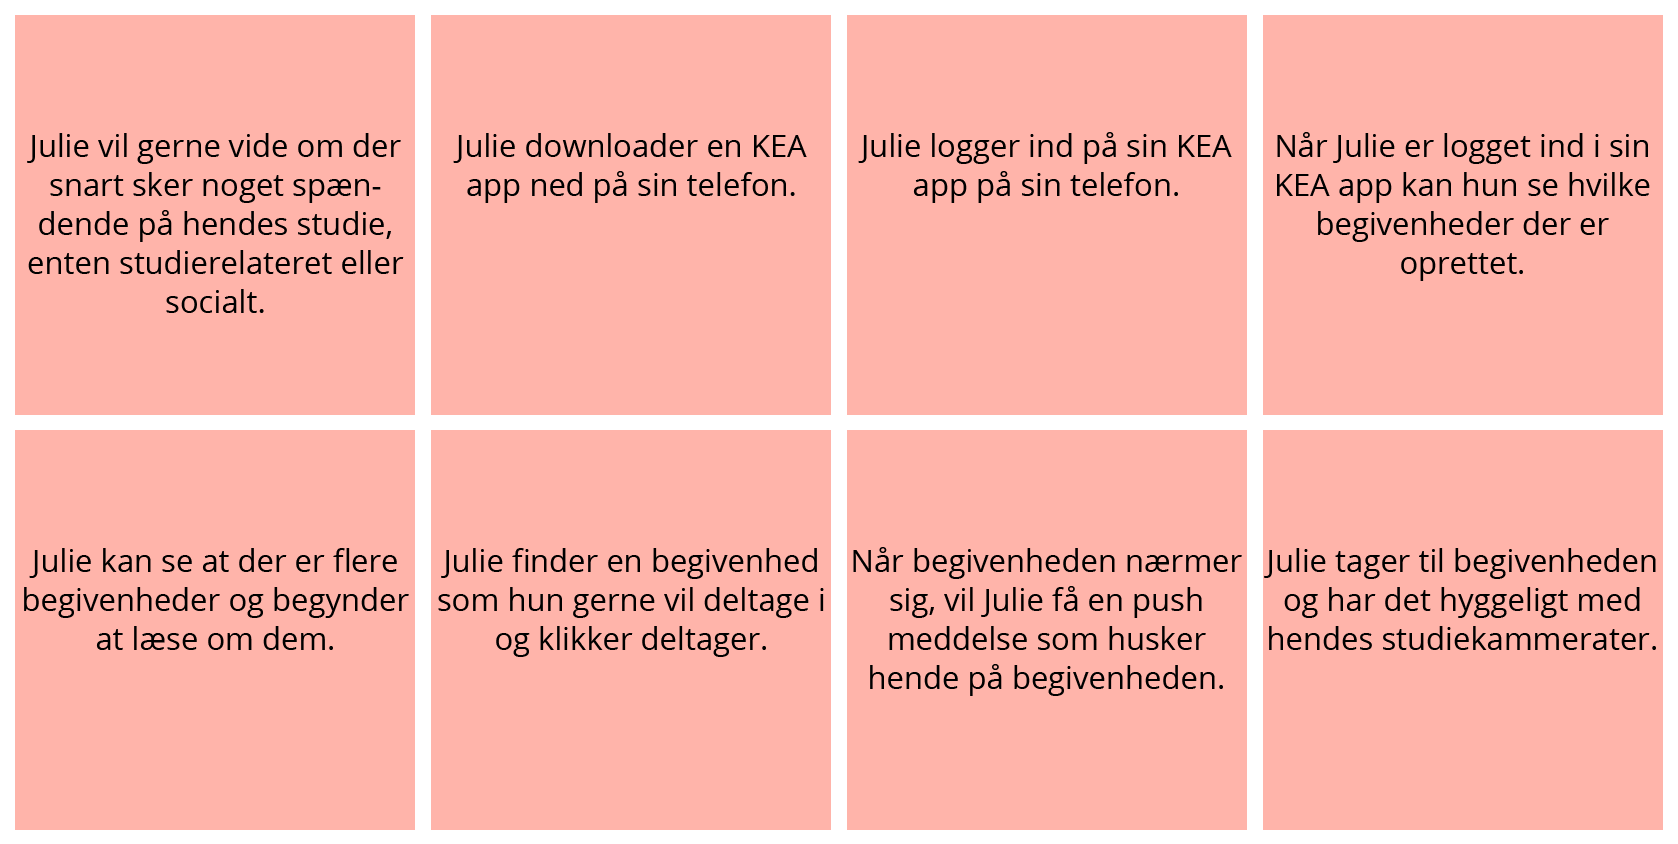 Julie vil gerne vide om der
snart sker noget spæn-
dende på hendes studie,
enten studierelateret eller
socialt.
Julie downloader en KEA
app ned på sin telefon.
Julie logger ind på sin KEA
app på sin telefon.
Når Julie er logget ind i sin
KEA app kan hun se hvilke
begivenheder der er
oprettet.
Julie kan se at der er flere
begivenheder og begynder
at læse om dem.
Julie finder en begivenhed
som hun gerne vil deltage i
og klikker deltager.
Når begivenheden nærmer
sig, vil Julie få en push
meddelse som husker
hende på begivenheden.
Julie tager til begivenheden
og har det hyggeligt med
hendes studiekammerater.